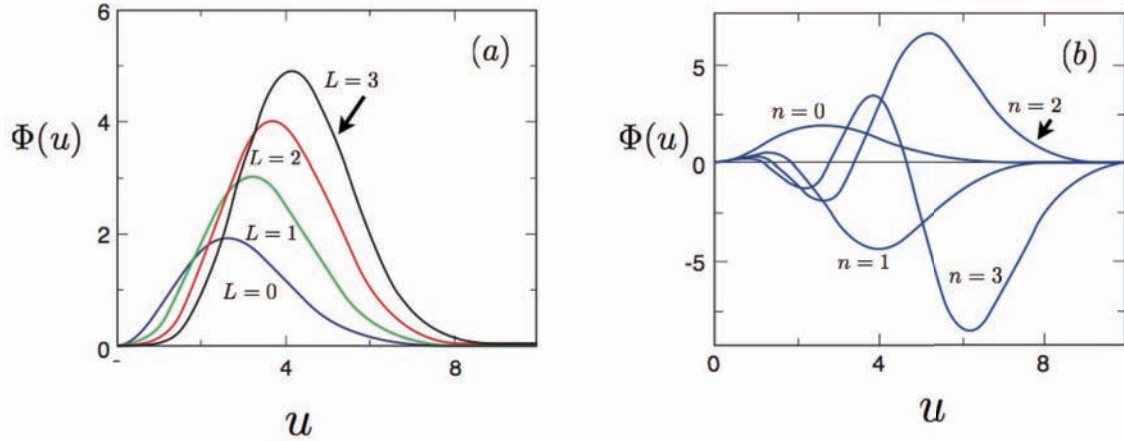 6
(a)
L = 3
4
Φ(u)
L = 2
2
L = 1
L = 0
0
4
8
u
(b)
5
n = 0
n = 2
Φ(u)
0
n = 1
n = 3
-5
0
4
8
u